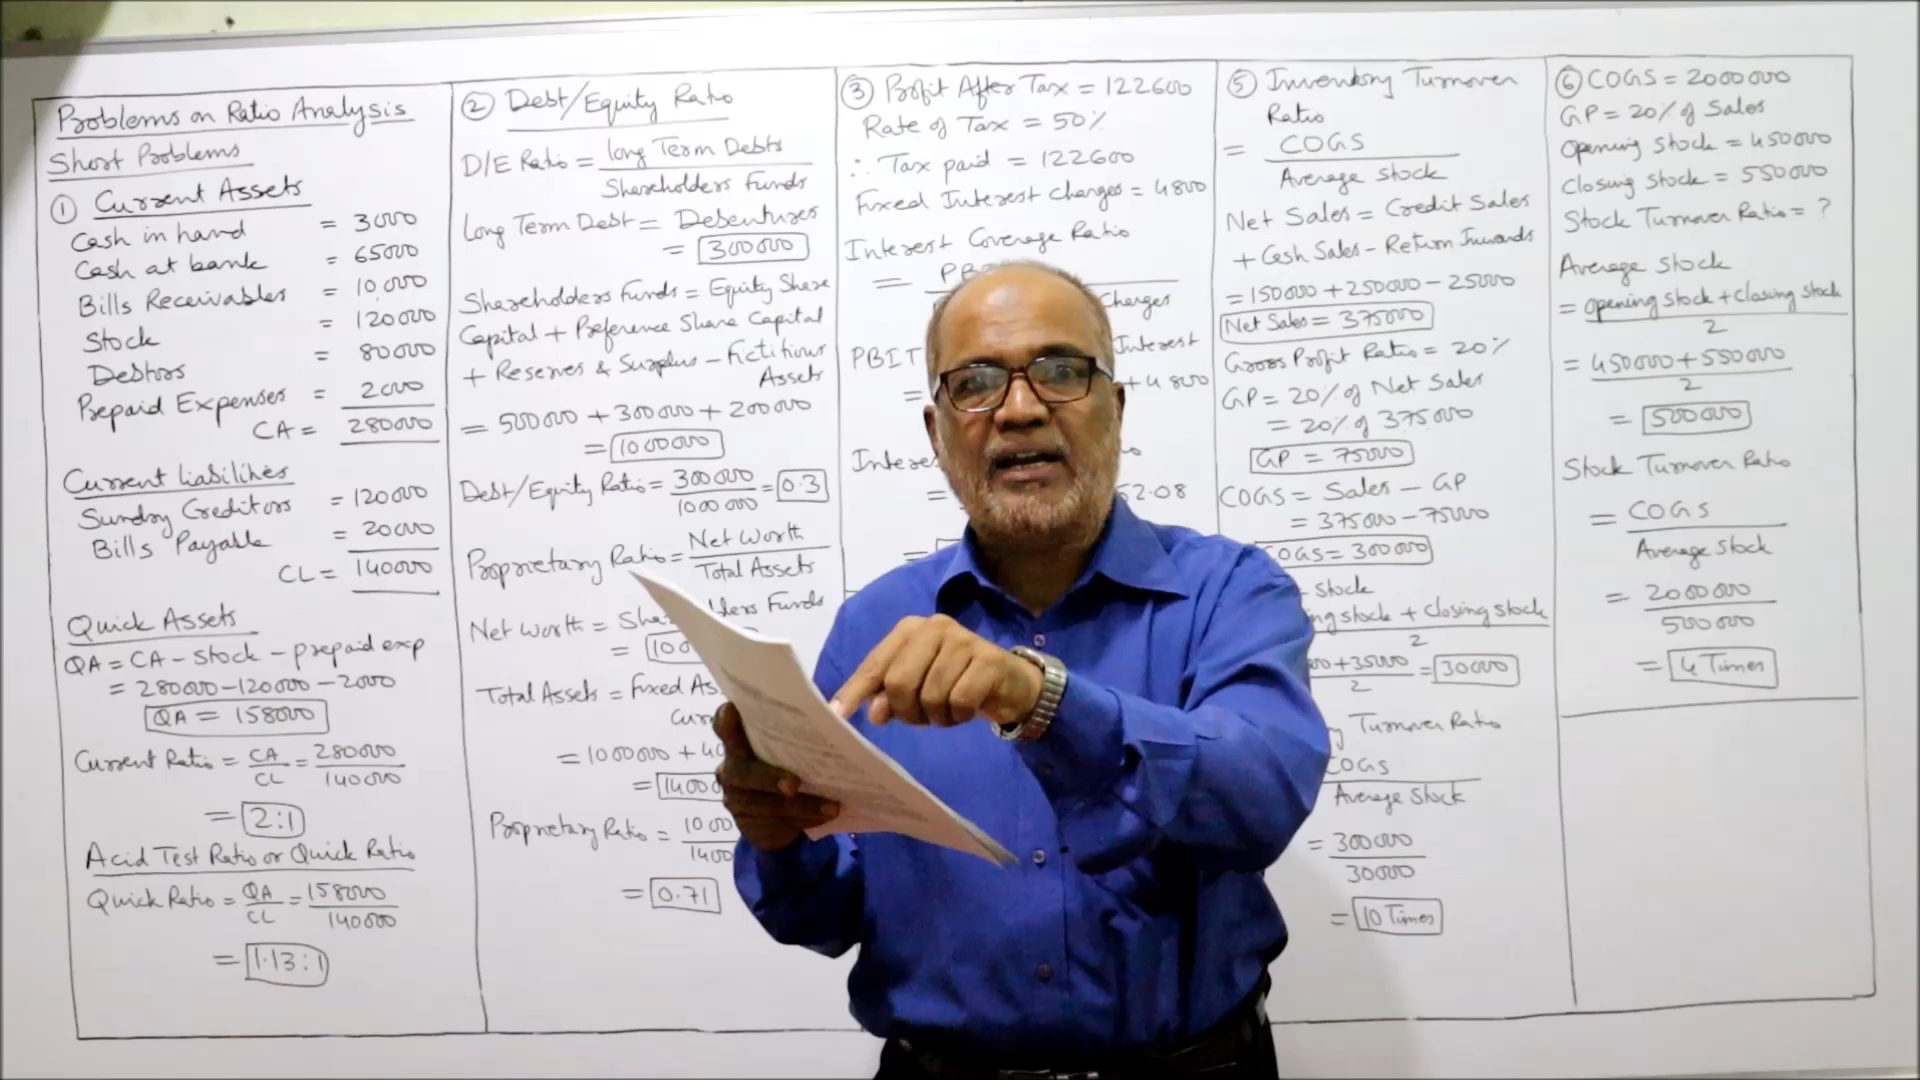 Problems on Ratio Analysis
Short Problems
① Current Assets
Cash in hand = 3000
Cash at bank = 65000
Bills Receivables = 10,000
Stock = 120000
Debtors = 80000
Prepaid Expenses = 2000
CA = 280000
Current Liabilities
Sundry Creditors = 120000
Bills Payable = 20000
CL = 140000
Quick Assets
QA = CA - Stock - prepaid exp
= 280000 - 120000 - 2000
QA = 158000
Current Ratio = CA/CL = 280000/140000
= 2:1
Acid Test Ratio or Quick Ratio
Quick Ratio = QA/CL = 158000/140000
= 1.13:1
② Debt/Equity Ratio
D/E Ratio = Long Term Debts
Shareholders Funds
Long Term Debt = Debentures
= 300000
Shareholders Funds = Equity Share
Capital + Preference Share Capital
+ Reserves & Surplus - Fictitious
Assets
= 500000 + 300000 + 200000
= 1000000
Debt/Equity Ratio = 300000/1000000 = 0.3
Proprietary Ratio = Net Worth
Total Assets
Net Worth = Funds
Total Assets = Fixed
= 1000000 +
Proprietary Ratio =
= 0.71
③ Profit After Tax = 122600
Rate of Tax = 50%
∴ Tax paid = 122600
Fixed Interest Charges = 4800
Interest Coverage Ratio
=
Charges
PBIT Interest
= + 4800
=
=
⑤ Inventory Turnover
Ratio
= COGS
Average Stock
Net Sales = Credit Sales
+ Cash Sales - Return Inwards
= 150000 + 250000 - 25000
Net Sales = 375000
Gross Profit Ratio = 20%
GP = 20% of Net Sales
= 20% of 375000
GP = 75000
COGS = Sales - GP
= 375000 - 75000
COGS = 300000
Stock
Stock + Closing Stock
2
+ 35000
2 = 30000
Turnover Ratio
COGS
Average Stock
= 300000
30000
= 10 Times
⑥ COGS = 2000000
GP = 20% of Sales
Opening Stock = 450000
Closing Stock = 550000
Stock Turnover Ratio = ?
Average Stock
= Opening Stock + Closing Stock
2
= 450000 + 550000
2
= 500000
Stock Turnover Ratio
= COGS
Average Stock
= 2000000
500000
= 4 Times